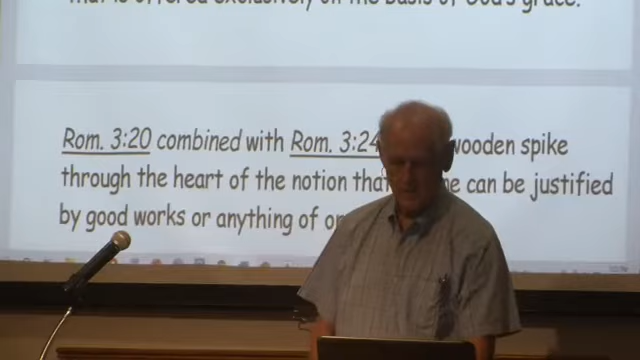 that is offered exclusively on the basis of God's grace.
Rom. 3:20 combined with Rom. 3:24 wooden spike
through the heart of the notion that can be justified
by good works or anything of